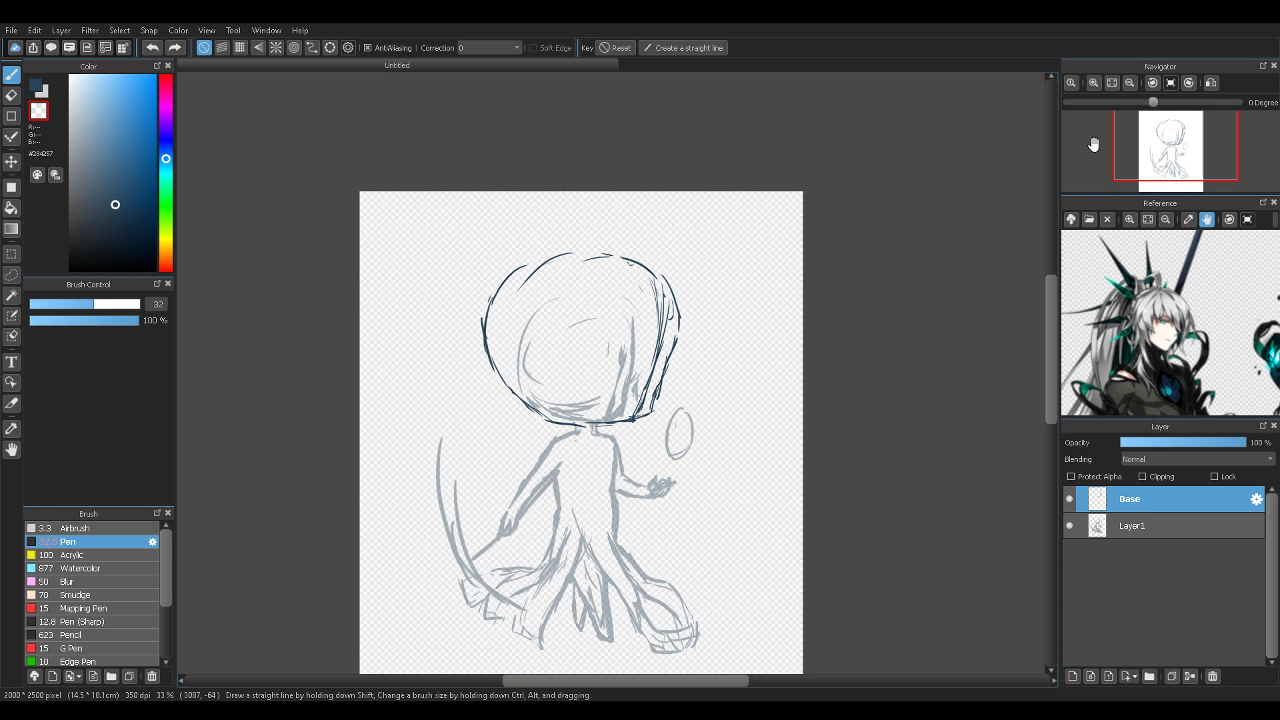 File Edit Layer Filter Select Snap Color View Tool Window Help
AntiAliasing Correction 0 Soft Edge Key Reset Create a straight line
Color
Untitled
Navigator
0 Degree
R:---
G:---
B:---
#284257
Reference
Brush Control
32
100 %
Layer
Opacity 100 %
Blending Normal
Protect Alpha Clipping Lock
Base
Layer1
Brush
3.3 Airbrush
32.5 Pen
100 Acrylic
877 Watercolor
50 Blur
70 Smudge
15 Mapping Pen
12.8 Pen (Sharp)
623 Pencil
15 G Pen
10 Edge Pen
2000 * 2500 pixel (14.5 * 18.1cm) 350 dpi 33 % (3087, -64) Draw a straight line by holding down Shift, Change a brush size by holding down Ctrl, Alt, and dragging